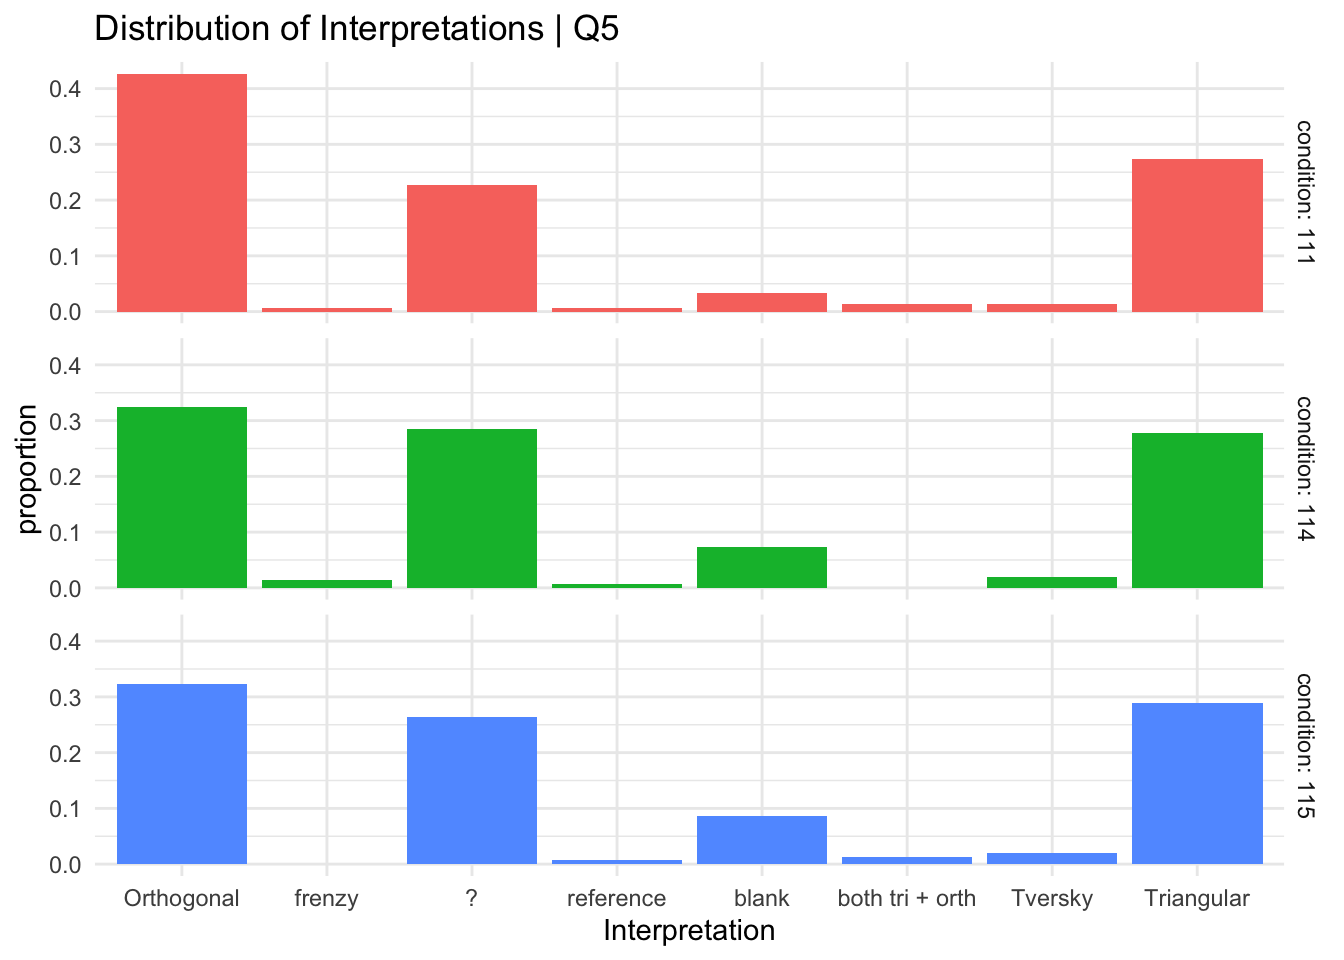 Distribution of Interpretations | Q5
0.4
0.3
0.2
0.1
0.0
condition: 111
0.4
0.3
0.2
0.1
0.0
condition: 114
0.4
0.3
0.2
0.1
0.0
condition: 115
proportion
Orthogonal frenzy ? reference blank both tri + orth Tversky Triangular
Interpretation